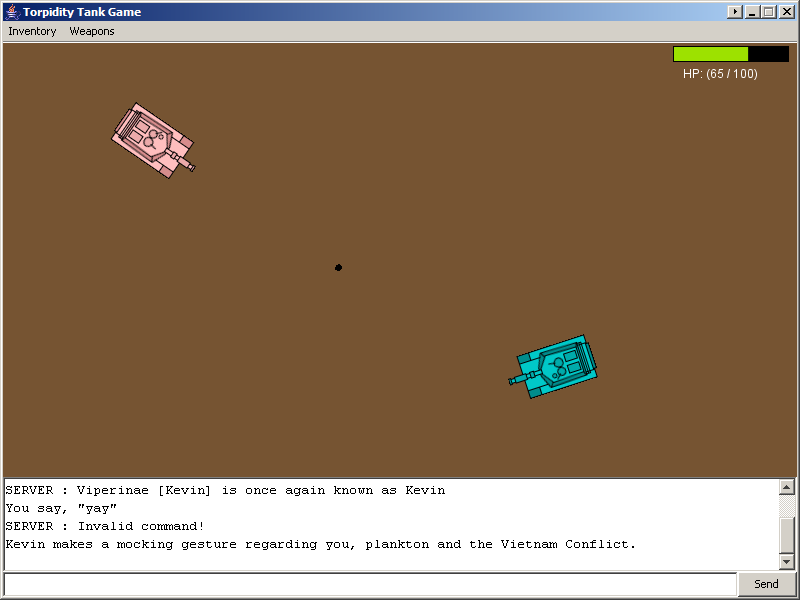 Torpidity Tank Game
Inventory Weapons
HP: (65 / 100)
SERVER : Viperinae [Kevin] is once again known as Kevin
You say, "yay"
SERVER : Invalid command!
Kevin makes a mocking gesture regarding you, plankton and the Vietnam Conflict.
Send